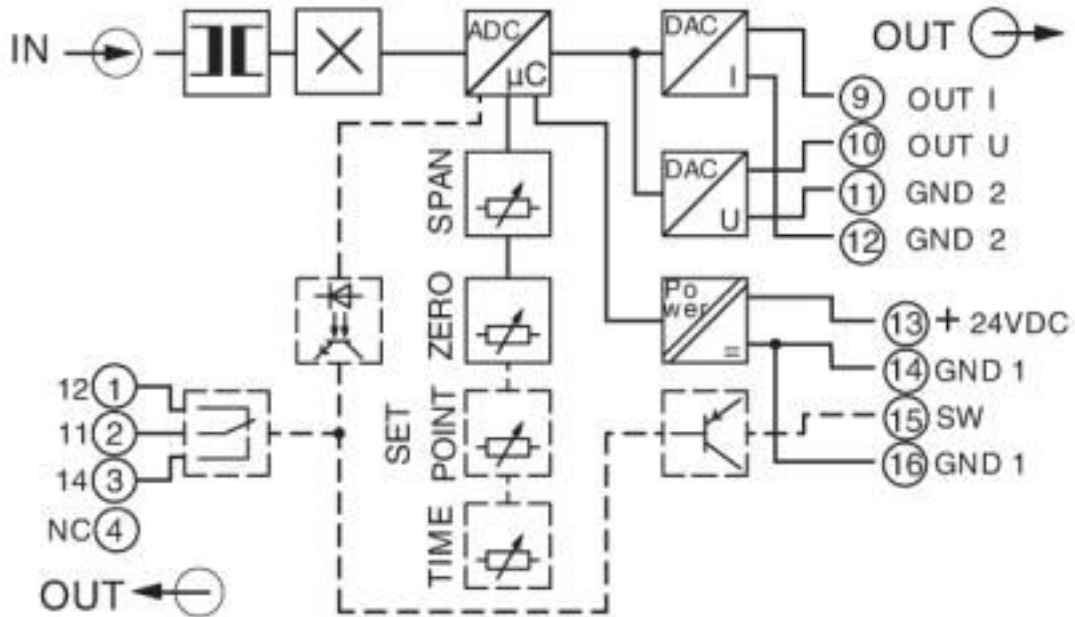 IN
ADC
µC
DAC
I
OUT
9 OUT I
10 OUT U
11 GND 2
12 GND 2
DAC
U
SPAN
ZERO
SET
POINT
TIME
Po
wer
=
13 + 24VDC
14 GND 1
15 SW
16 GND 1
12 1
11 2
14 3
NC 4
OUT